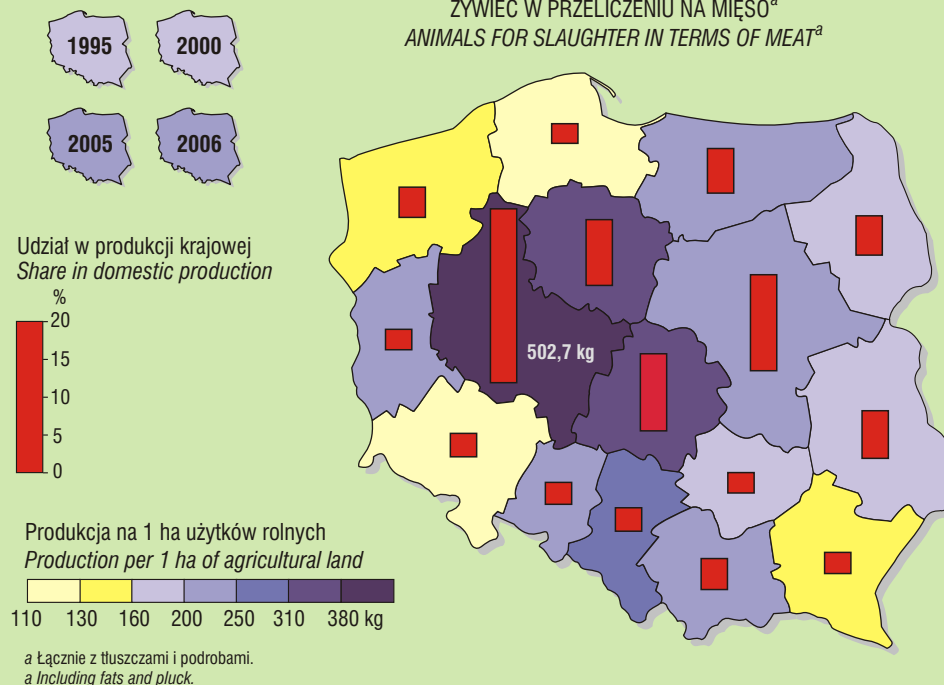 ŻYWIEC W PRZELICZENIU NA MIĘSOª
ANIMALS FOR SLAUGHTER IN TERMS OF MEATª
1995 2000
2005 2006
Udział w produkcji krajowej
Share in domestic production
%
20
15
10
5
0
502,7 kg
Produkcja na 1 ha użytków rolnych
Production per 1 ha of agricultural land
110 130 160 200 250 310 380 kg
a Łącznie z tłuszczami i podrobami.
a Including fats and pluck.